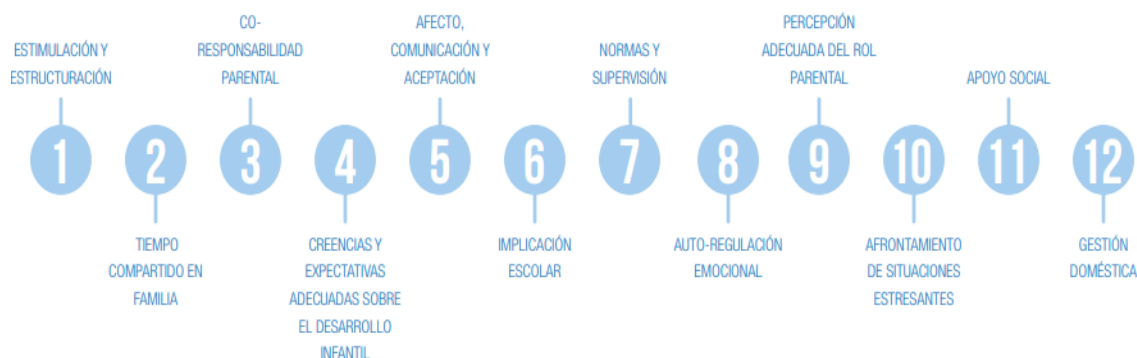 ESTIMULACIÓN Y
ESTRUCTURACIÓN
1
TIEMPO
COMPARTIDO EN
FAMILIA
2
CO-
RESPONSABILIDAD
PARENTAL
3
CREENCIAS Y
EXPECTATIVAS
ADECUADAS SOBRE
EL DESARROLLO
INFANTIL
4
AFECTO,
COMUNICACIÓN Y
ACEPTACIÓN
5
IMPLICACIÓN
ESCOLAR
6
NORMAS Y
SUPERVISIÓN
7
AUTO-REGULACIÓN
EMOCIONAL
8
PERCEPCIÓN
ADECUADA DEL ROL
PARENTAL
9
AFRONTAMIENTO
DE SITUACIONES
ESTRESANTES
10
APOYO SOCIAL
11
GESTIÓN
DOMÉSTICA
12